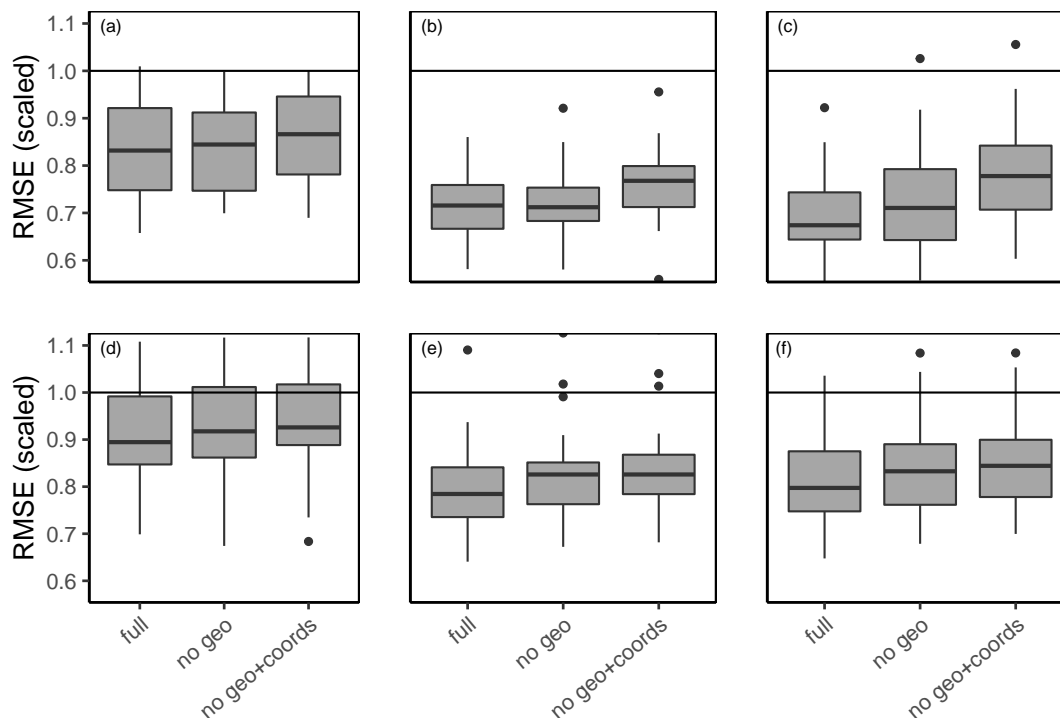 (a)
(b)
(c)
RMSE (scaled)
1.1
1.0
0.9
0.8
0.7
0.6
(d)
(e)
(f)
RMSE (scaled)
1.1
1.0
0.9
0.8
0.7
0.6
full
no geo
no geo+coords
full
no geo
no geo+coords
full
no geo
no geo+coords